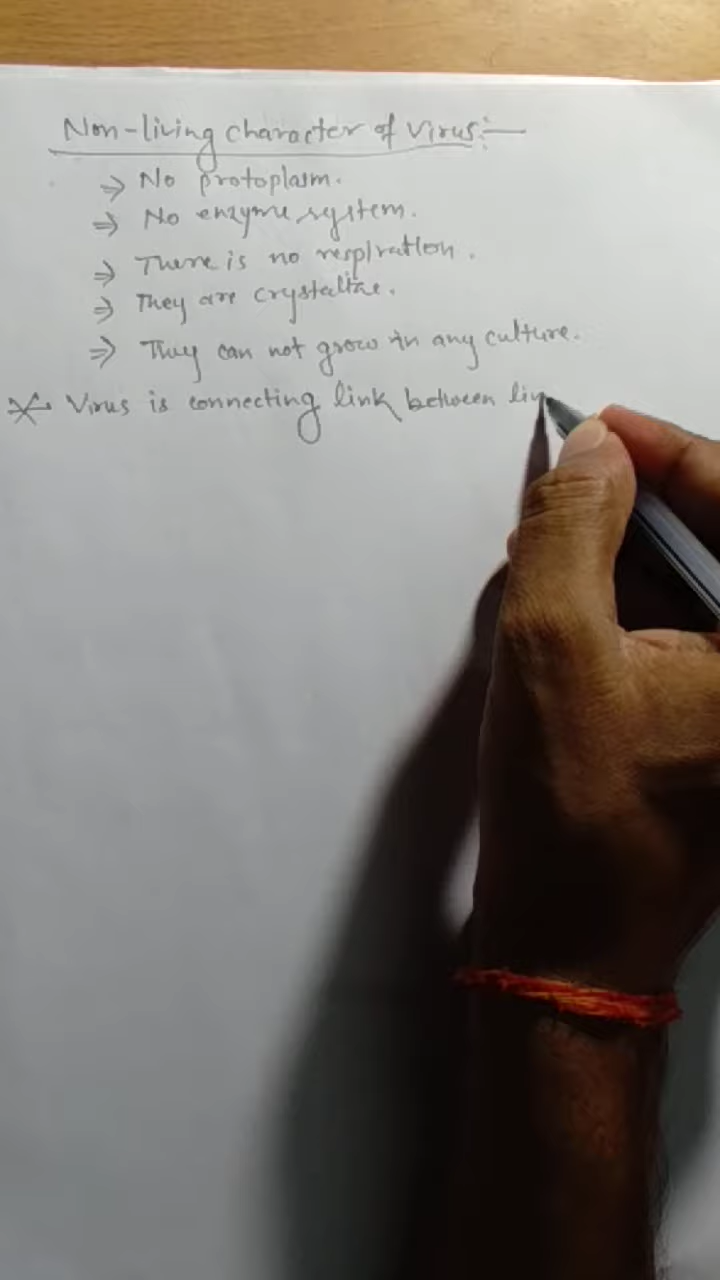 Non-living character of Virus:—
⇒ No protoplasm.
⇒ No enzyme system.
⇒ There is no respiration.
⇒ They are
⇒ They can not grow in any culture.
Virus is connecting link between liv